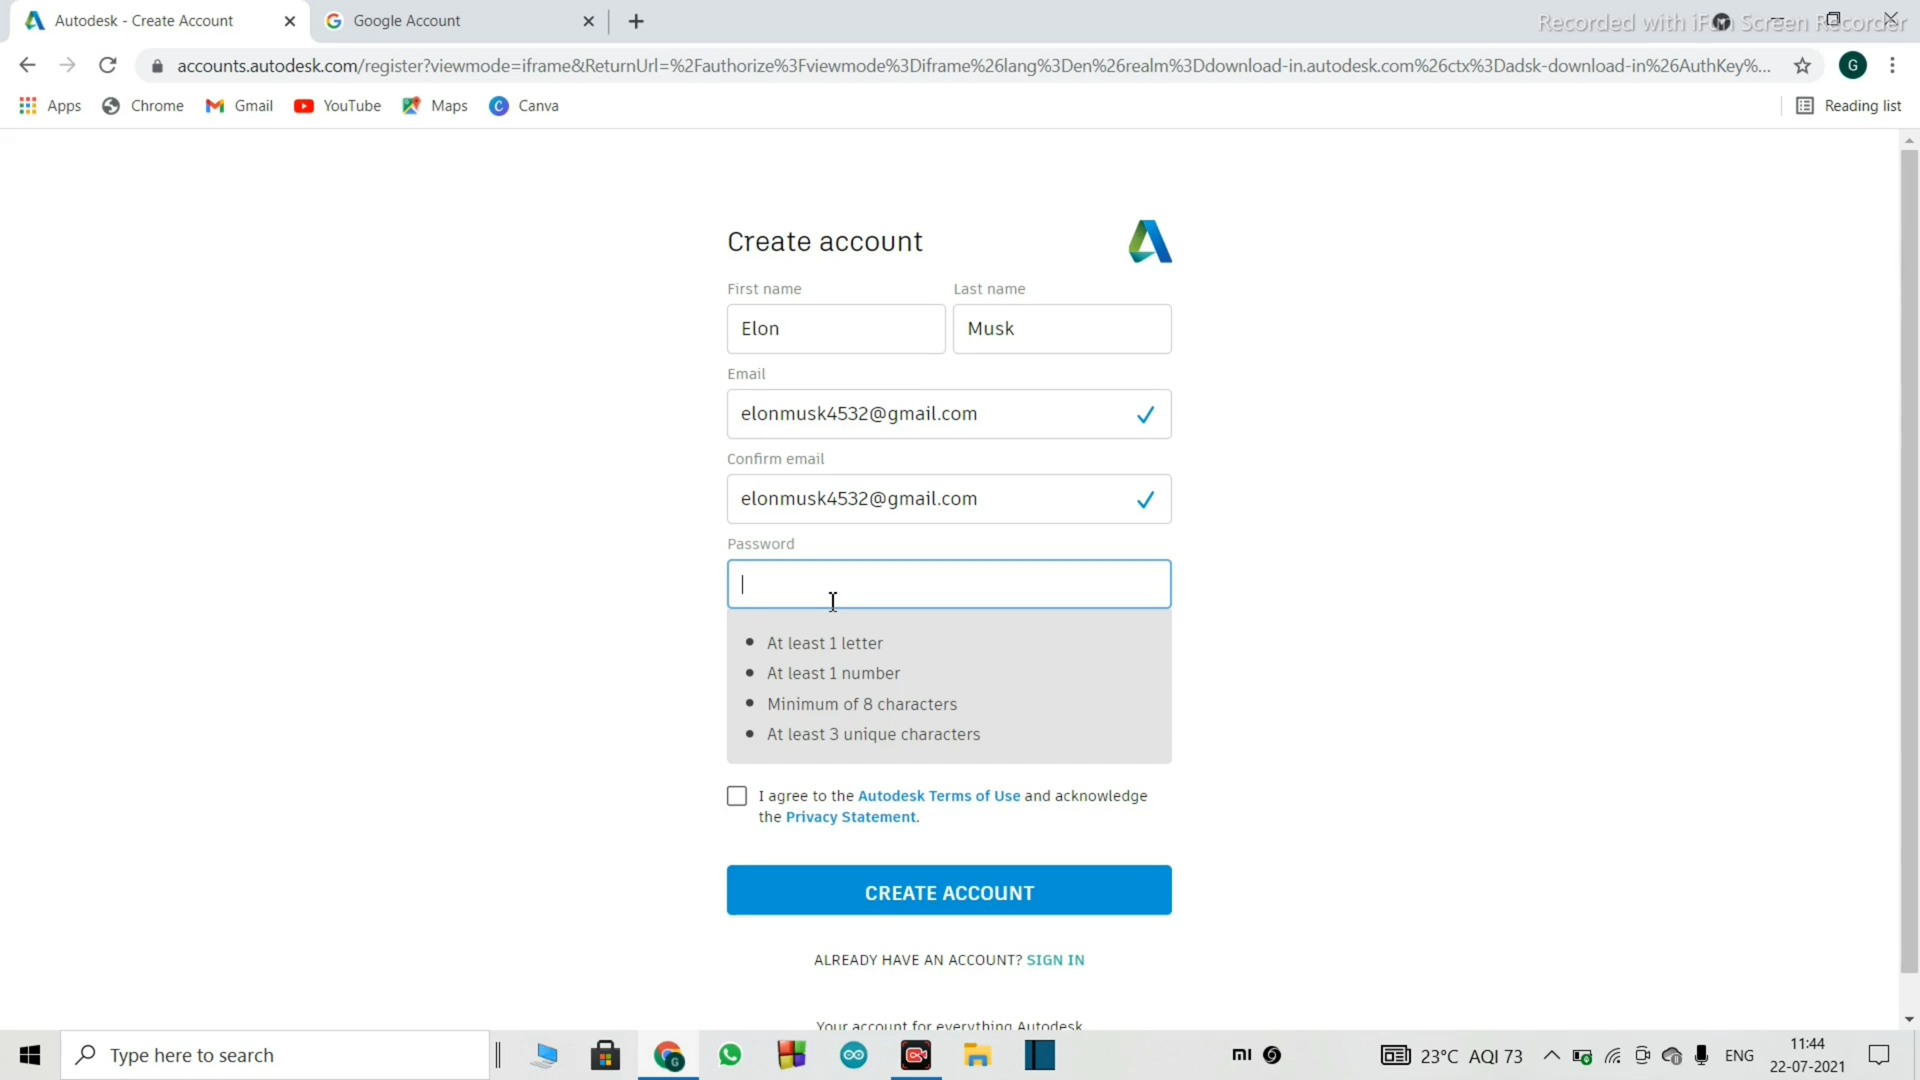 Autodesk - Create Account
Google Account
Recorded with iFun Screen Recorder
accounts.autodesk.com/register?viewmode=iframe&ReturnUrl=%2Fauthorize%3Fviewmode%3Diframe%26lang%3Den%26realm%3Ddownload-in.autodesk.com%26ctx%3Dadsk-download-in%26AuthKey%...
G
Apps
Chrome
Gmail
YouTube
Maps
Canva
Reading list
Create account
First name
Last name
Elon
Musk
Email
elonmusk4532@gmail.com
Confirm email
elonmusk4532@gmail.com
Password
At least 1 letter
At least 1 number
Minimum of 8 characters
At least 3 unique characters
I agree to the Autodesk Terms of Use and acknowledge
the Privacy Statement.
CREATE ACCOUNT
ALREADY HAVE AN ACCOUNT? SIGN IN
Your account for everything Autodesk
Type here to search
23°C AQI 73
ENG
11:44
22-07-2021